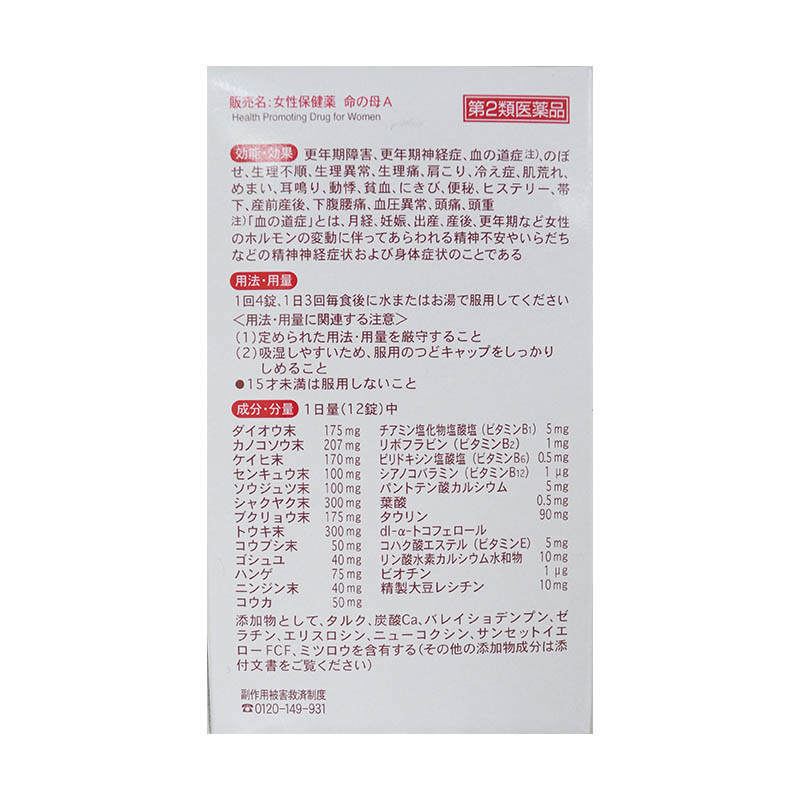 販売名：女性保健薬 命の母A
Health Promoting Drug for Women
第2類医薬品
効能・効果 更年期障害、更年期神経症、血の道症注)、のぼ
せ、生理不順、生理異常、生理痛、肩こり、冷え症、肌荒れ、
めまい、耳鳴り、動悸、貧血、にきび、便秘、ヒステリー、帯
下、産前産後、下腹腰痛、血圧異常、頭痛、頭重
注)「血の道症」とは、月経、妊娠、出産、産後、更年期など女性
のホルモンの変動に伴ってあらわれる精神不安やいらだち
などの精神神経症状および身体症状のことである
用法・用量
1回4錠、1日3回毎食後に水またはお湯で服用してください
＜用法・用量に関連する注意＞
(1)定められた用法・用量を厳守すること
(2)吸湿しやすいため、服用のつどキャップをしっかり
しめること
●15才未満は服用しないこと
成分・分量 1日量(12錠)中
ダイオウ末 175mg
カノコソウ末 207mg
ケイヒ末 170mg
センキュウ末 100mg
ソウジュツ末 100mg
シャクヤク末 300mg
ブクリョウ末 175mg
トウキ末 300mg
コウブシ末 50mg
ゴシュユ 40mg
ハンゲ 75mg
ニンジン末 40mg
コウカ 50mg
チアミン塩化物塩酸塩(ビタミンB1) 5mg
リボフラビン(ビタミンB2) 1mg
ピリドキシン塩酸塩(ビタミンB6) 0.5mg
シアノコバラミン(ビタミンB12) 1μg
パントテン酸カルシウム 5mg
葉酸 0.5mg
タウリン 90mg
dl-α-トコフェロール
コハク酸エステル(ビタミンE) 5mg
リン酸水素カルシウム水和物 10mg
ビオチン 1μg
精製大豆レシチン 10mg
添加物として、タルク、炭酸Ca、バレイショデンプン、ゼ
ラチン、エリスロシン、ニューコクシン、サンセットイエ
ローFCF、ミツロウを含有する(その他の添加物成分は添
付文書をご覧ください)
副作用被害救済制度
☎0120-149-931